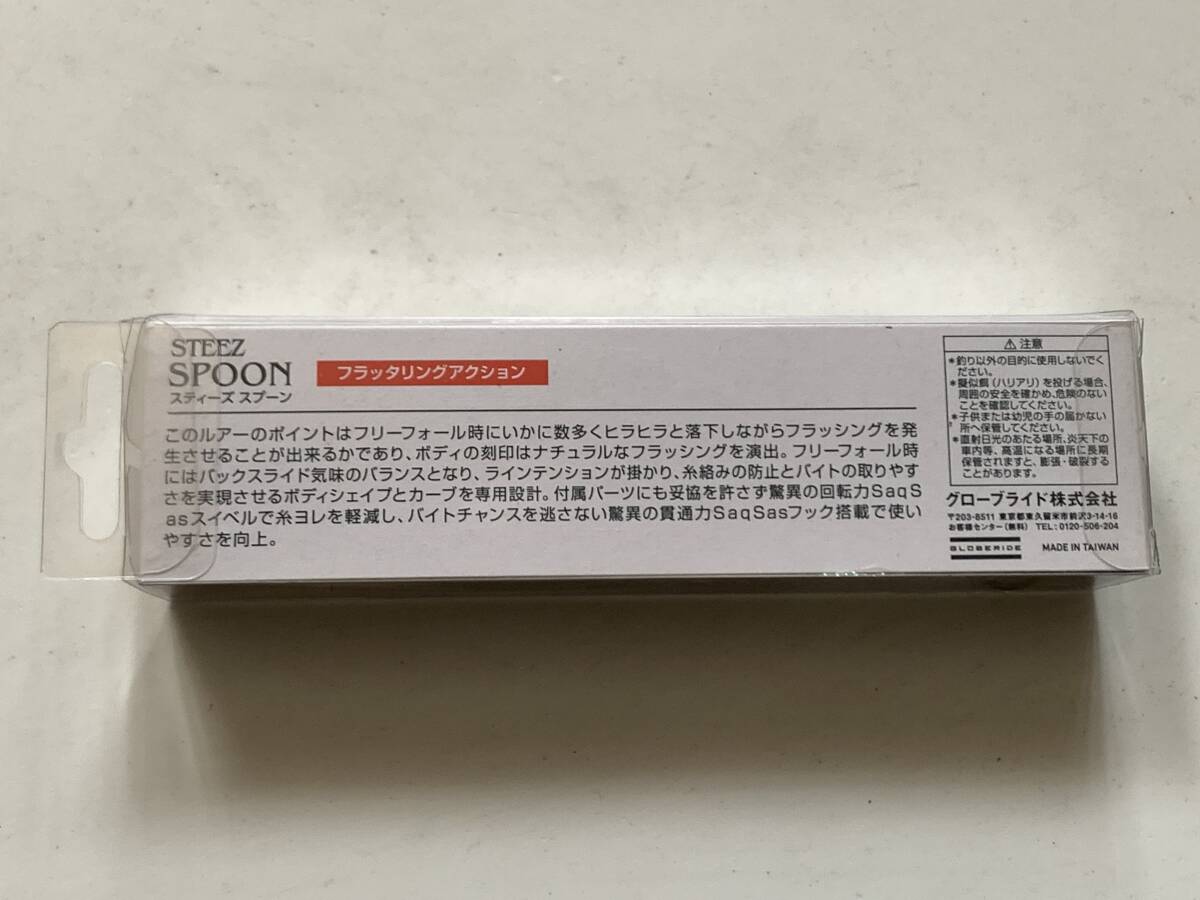 STEEZ
SPOON
スティーズ スプーン
フラッタリングアクション
このルアーのポイントはフリーフォール時にいかに数多くヒラヒラと落下しながらフラッシングを発
生させることが出来るかであり、ボディの刻印はナチュラルなフラッシングを演出。フリーフォール時
にはバックスライド気味のバランスとなり、ラインテンションが掛かり、糸絡みの防止とバイトの取りやす
さを実現させるボディシェイプとカーブを専用設計。付属パーツにも妥協を許さず驚異の回転力SaqS
asスイベルで糸ヨレを軽減し、バイトチャンスを逃さない驚異の貫通力SaqSasフック搭載で使い
やすさを向上。
⚠ 注意
*釣り以外の目的に使用しないでく
ださい。
*擬似餌(ハリアリ)を投げる場合、
周囲の安全を確かめ、危険のない
ことを確認してください。
*子供または幼児の手の届かない
所へ保管してください。
*直射日光のあたる場所、炎天下の
車内等、高温になる場所に長期
保管されますと、膨張・破裂する
ことがあります。
グローブライド株式会社
〒203-8511 東京都東久留米市前沢3-14-16
お客様センター(無料) TEL:0120-506-204
GLOBERIDE MADE IN TAIWAN